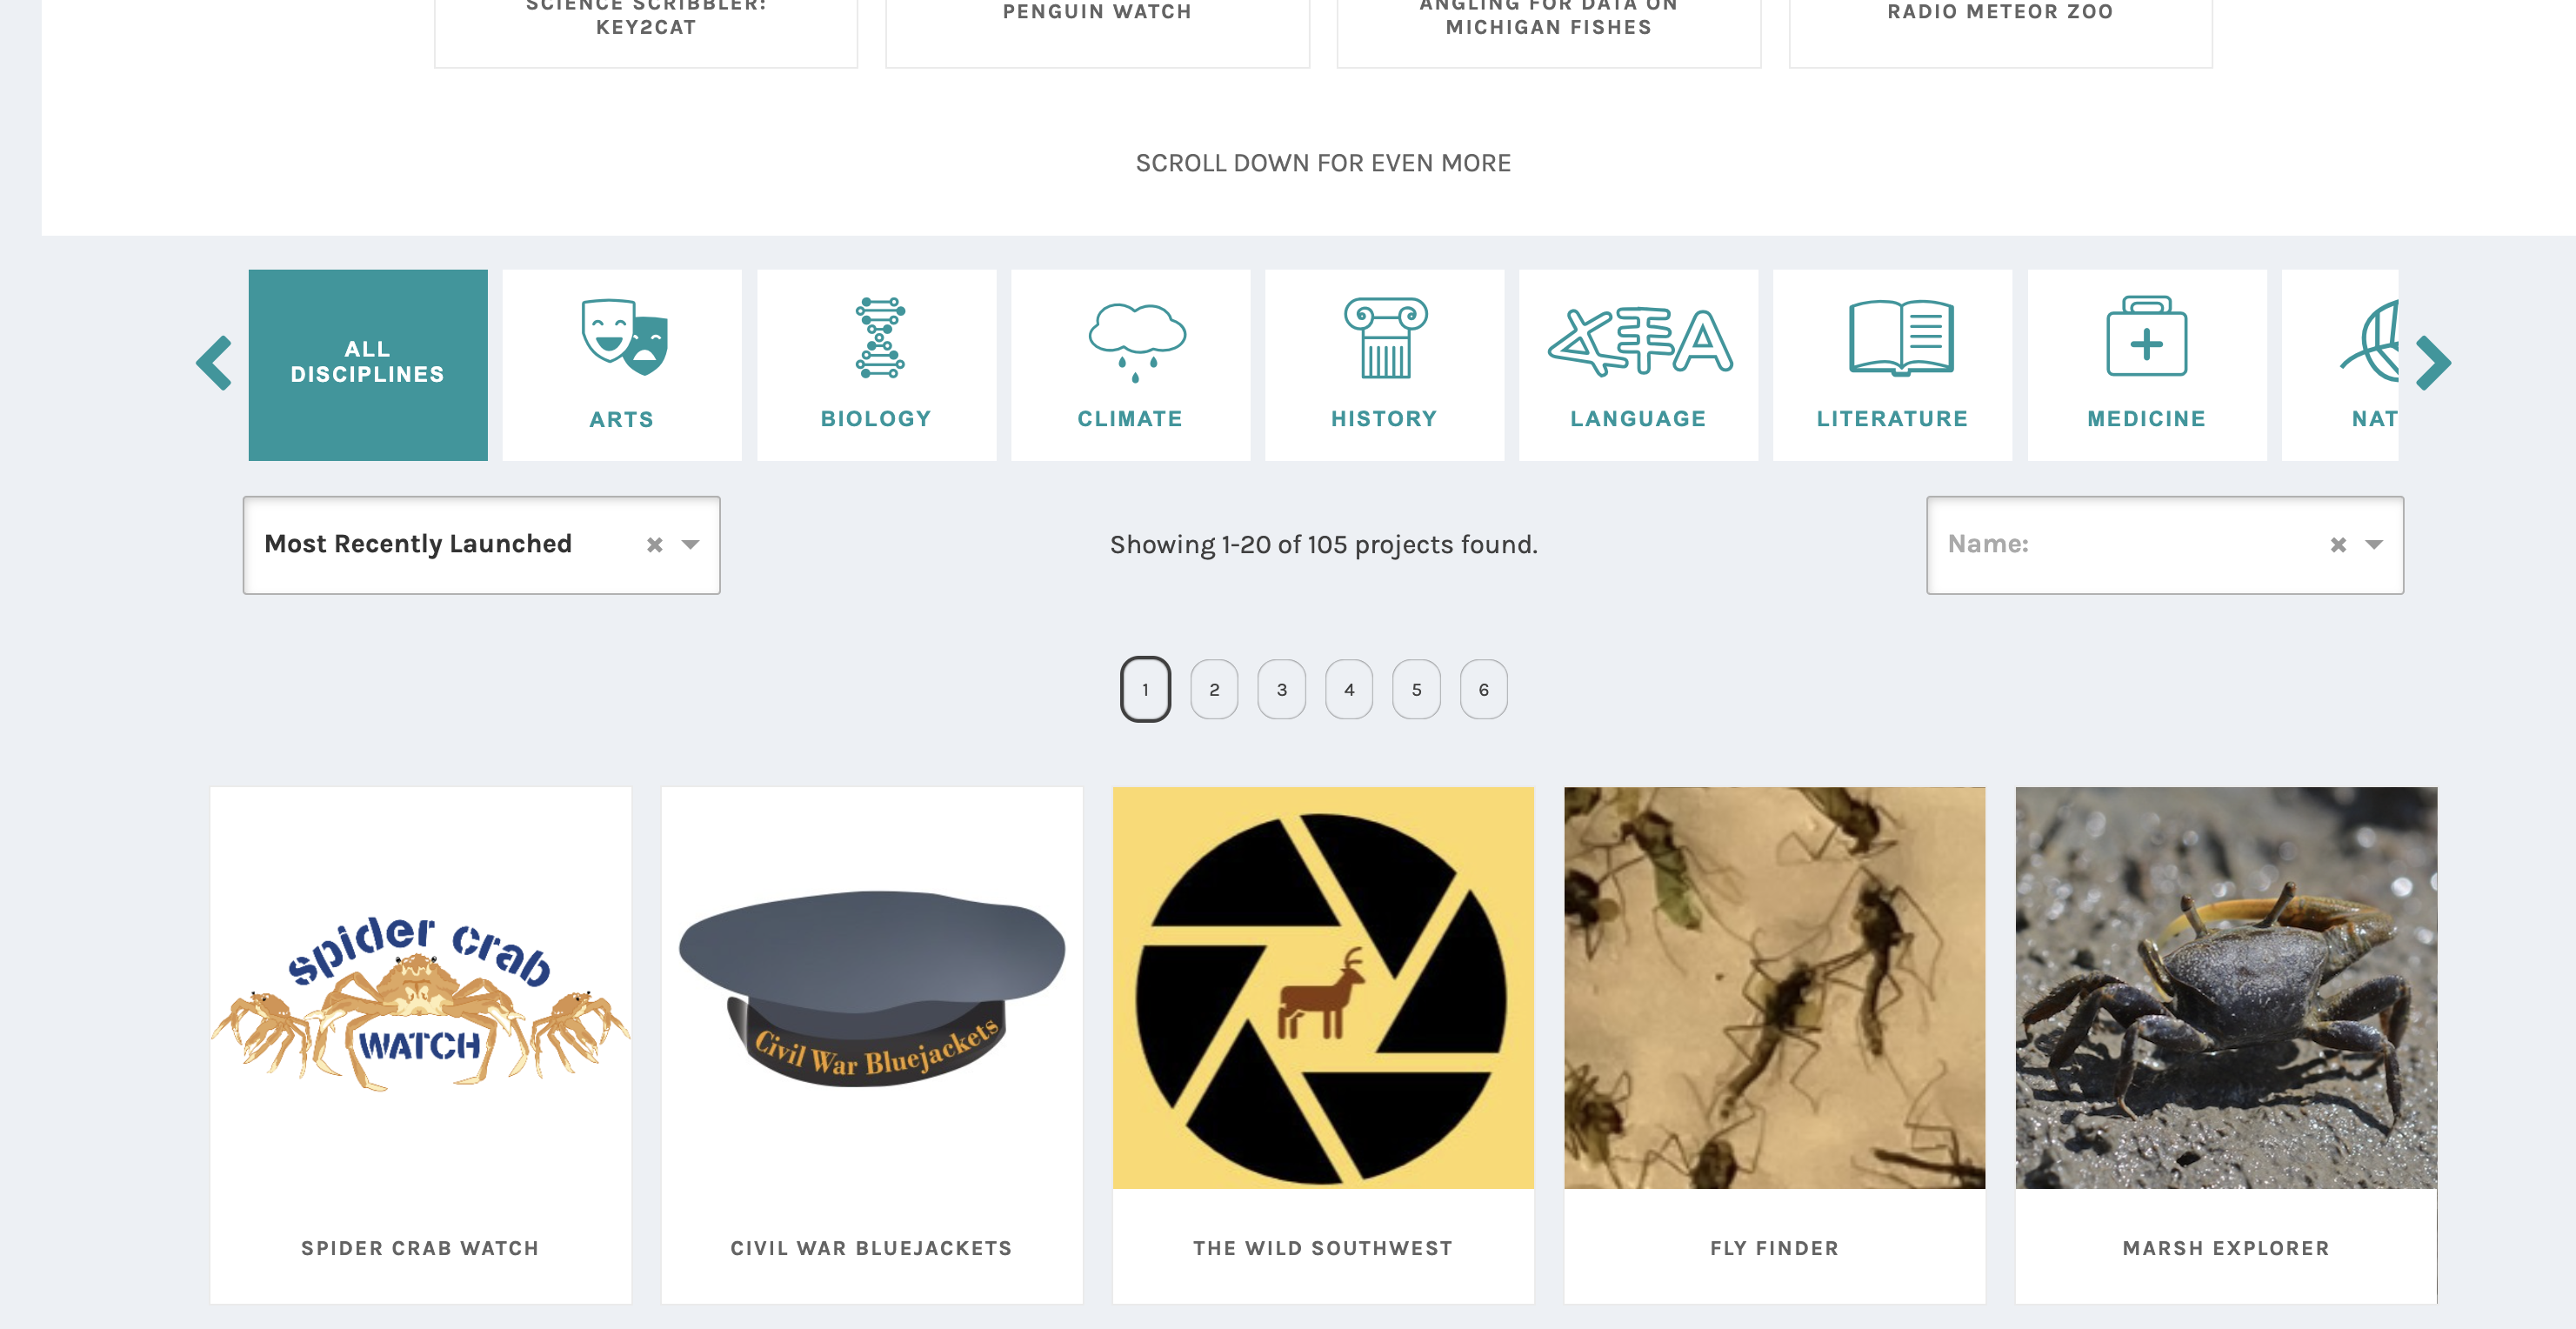 SCIENCE SCRIBBLER:
KEY2CAT
PENGUIN WATCH
ANGLING FOR DATA ON
MICHIGAN FISHES
RADIO METEOR ZOO
SCROLL DOWN FOR EVEN MORE
ALL
DISCIPLINES
ARTS
BIOLOGY
CLIMATE
HISTORY
LANGUAGE
LITERATURE
MEDICINE
NAT
Most Recently Launched
Showing 1-20 of 105 projects found.
Name:
1 2 3 4 5 6
spider crab
WATCH
Civil War Bluejackets
SPIDER CRAB WATCH
CIVIL WAR BLUEJACKETS
THE WILD SOUTHWEST
FLY FINDER
MARSH EXPLORER